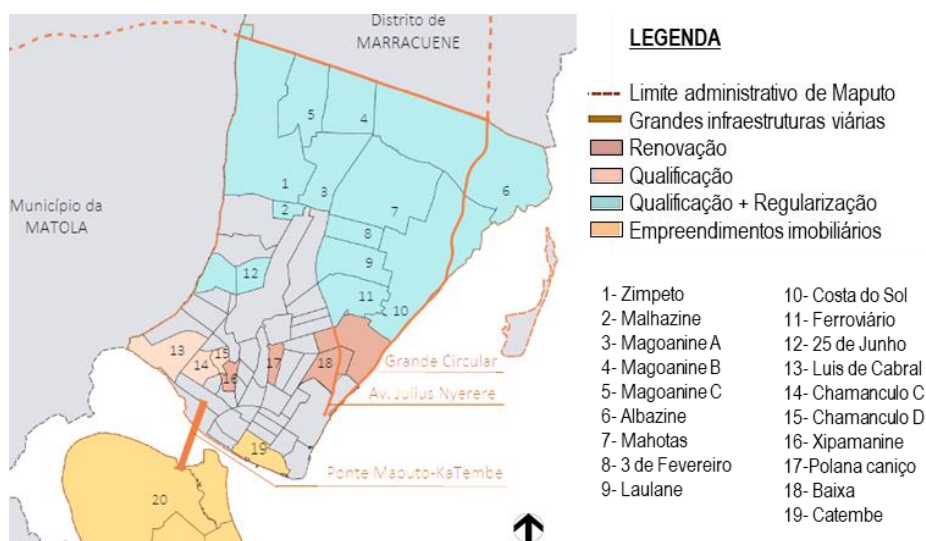 Distrito de
MARRACUENE
Município da
MATOLA
5
4
1
3
6
2
7
8
9
12
11
10
13
15
14
16
17
18
19
20
Grande Circular
Av. Julius Nyerere
Ponte Maputo-KaTembe
LEGENDA
Limite administrativo de Maputo
Grandes infraestruturas viárias
Renovação
Qualificação
Qualificação + Regularização
Empreendimentos imobiliários
1- Zimpeto
2- Malhazine
3- Magoanine A
4- Magoanine B
5- Magoanine C
6- Albazine
7- Mahotas
8- 3 de Fevereiro
9- Laulane
10- Costa do Sol
11- Ferroviário
12- 25 de Junho
13- Luis de Cabral
14- Chamanculo C
15- Chamanculo D
16- Xipamanine
17-Polana caniço
18- Baixa
19- Catembe